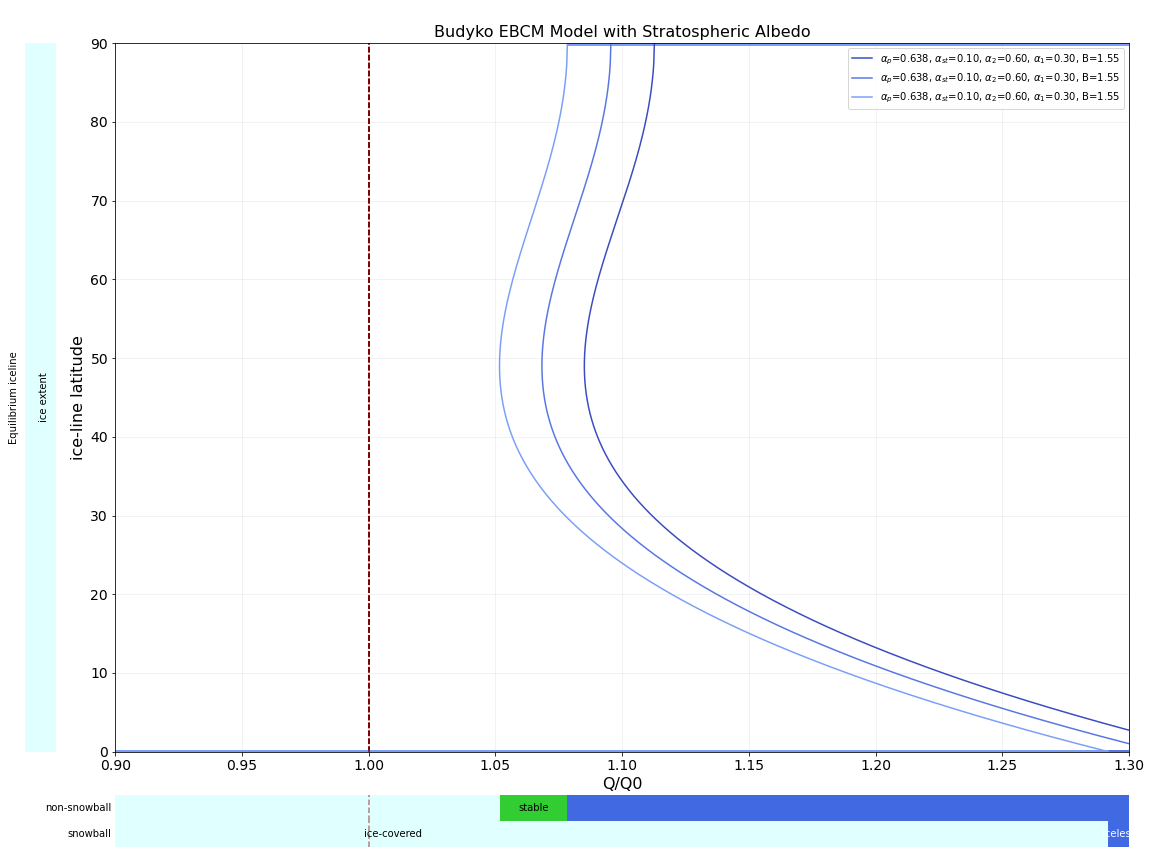 Budyko EBCM Model with Stratospheric Albedo
αp=0.638, αst=0.10, α2=0.60, α1=0.30, B=1.55
αp=0.638, αst=0.10, α2=0.60, α1=0.30, B=1.55
αp=0.638, αst=0.10, α2=0.60, α1=0.30, B=1.55
Equilibrium iceline
ice extent
ice-line latitude
90
80
70
60
50
40
30
20
10
0
0.90 0.95 1.00 1.05 1.10 1.15 1.20 1.25 1.30
Q/Q0
non-snowball stable
snowball ice-covered